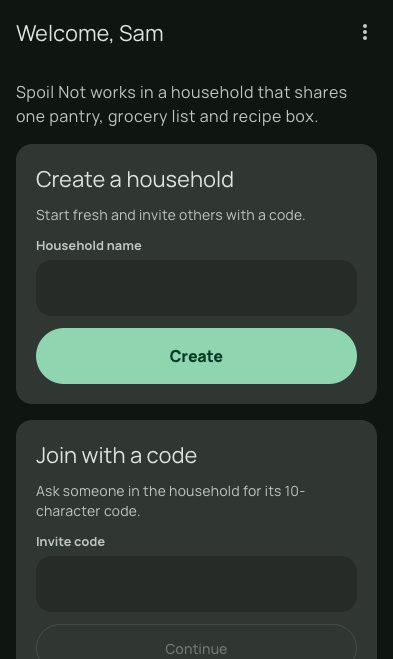 Welcome, Sam
Spoil Not works in a household that shares
one pantry, grocery list and recipe box.
Create a household
Start fresh and invite others with a code.
Household name
Create
Join with a code
Ask someone in the household for its 10-
character code.
Invite code
Continue